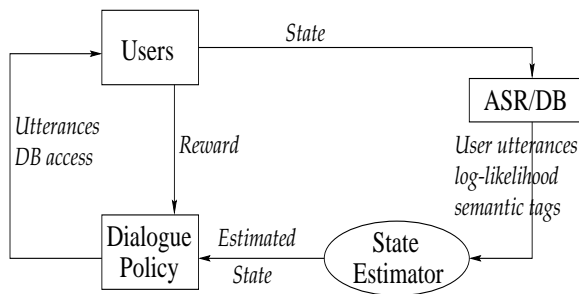 State
Users
ASR/DB
Utterances
DB access
Reward
User utterances
log-likelihood
semantic tags
Dialogue
Policy
Estimated
State
State
Estimator